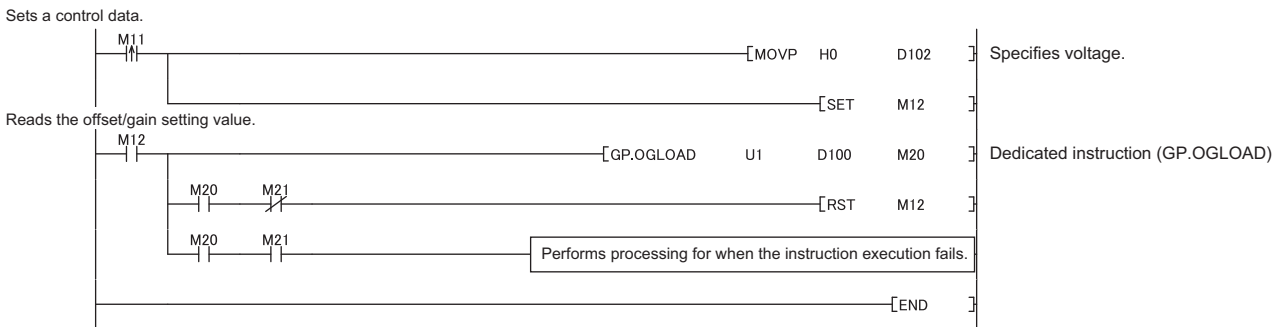 Sets a control data.
M11
MOVP H0 D102 Specifies voltage.
SET M12
Reads the offset/gain setting value.
M12
GP.OGLOAD U1 D100 M20 Dedicated instruction (GP.OGLOAD)
M20 M21
RST M12
M20 M21
Performs processing for when the instruction execution fails.
END